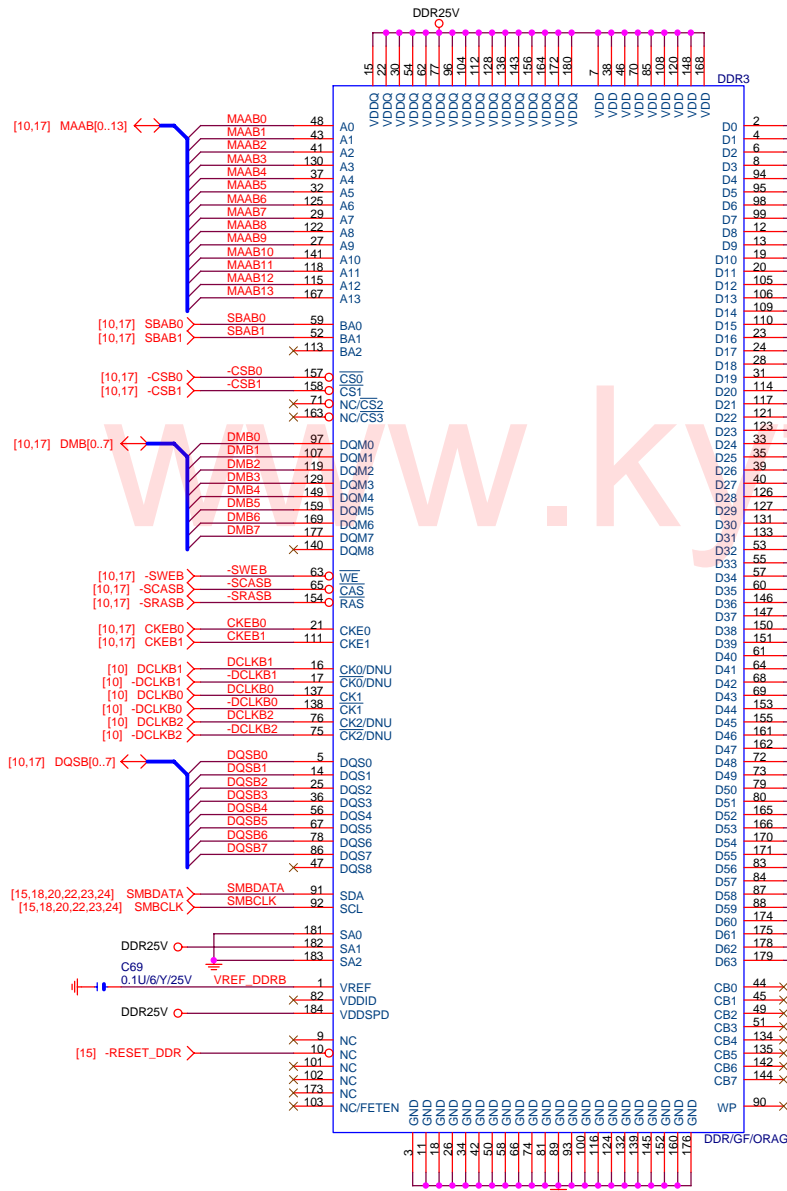 DDR25V
15 22 30 54 62 77 96 104 112 128 136 143 156 164 172 180 7 38 46 70 85 108 120 148 168
DDR3
VDDQ VDDQ VDDQ VDDQ VDDQ VDDQ VDDQ VDDQ VDDQ VDDQ VDDQ VDDQ VDDQ VDDQ VDDQ VDDQ VDD VDD VDD VDD VDD VDD VDD VDD VDD
[10,17] MAAB[0..13]
MAAB0 48 A0
MAAB1 43 A1
MAAB2 41 A2
MAAB3 130 A3
MAAB4 37 A4
MAAB5 32 A5
MAAB6 125 A6
MAAB7 29 A7
MAAB8 122 A8
MAAB9 27 A9
MAAB10 141 A10
MAAB11 118 A11
MAAB12 115 A12
MAAB13 167 A13
[10,17] SBAB0 SBAB0 59 BA0
[10,17] SBAB1 SBAB1 52 BA1
113 BA2
[10,17] -CSB0 -CSB0 157 CS0
[10,17] -CSB1 -CSB1 158 CS1
71 NC/CS2
163 NC/CS3
[10,17] DMB[0..7]
DMB0 97 DQM0
DMB1 107 DQM1
DMB2 119 DQM2
DMB3 129 DQM3
DMB4 149 DQM4
DMB5 159 DQM5
DMB6 169 DQM6
DMB7 177 DQM7
140 DQM8
[10,17] -SWEB -SWEB 63 WE
[10,17] -SCASB -SCASB 65 CAS
[10,17] -SRASB -SRASB 154 RAS
[10,17] CKEB0 CKEB0 21 CKE0
[10,17] CKEB1 CKEB1 111 CKE1
[10] DCLKB1 DCLKB1 16 CK0/DNU
[10] -DCLKB1 -DCLKB1 17 CK0/DNU
[10] DCLKB0 DCLKB0 137 CK1
[10] -DCLKB0 -DCLKB0 138 CK1
[10] DCLKB2 DCLKB2 76 CK2/DNU
[10] -DCLKB2 -DCLKB2 75 CK2/DNU
[10,17] DQSB[0..7]
DQSB0 5 DQS0
DQSB1 14 DQS1
DQSB2 25 DQS2
DQSB3 36 DQS3
DQSB4 56 DQS4
DQSB5 67 DQS5
DQSB6 78 DQS6
DQSB7 86 DQS7
47 DQS8
[15,18,20,22,23,24] SMBDATA SMBDATA 91 SDA
[15,18,20,22,23,24] SMBCLK SMBCLK 92 SCL
181 SA0
DDR25V 182 SA1
183 SA2
C69
0.1U/6/Y/25V VREF_DDRB 1 VREF
82 VDDID
DDR25V 184 VDDSPD
9 NC
[15] -RESET_DDR 10 NC
101 NC
102 NC
173 NC
103 NC/FETEN
D0 2
D1 4
D2 6
D3 8
D4 94
D5 95
D6 98
D7 99
D8 12
D9 13
D10 19
D11 20
D12 105
D13 106
D14 109
D15 110
D16 23
D17 24
D18 28
D19 31
D20 114
D21 117
D22 121
D23 123
D24 33
D25 35
D26 39
D27 40
D28 126
D29 127
D30 131
D31 133
D32 53
D33 55
D34 57
D35 60
D36 146
D37 147
D38 150
D39 151
D40 61
D41 64
D42 68
D43 69
D44 153
D45 155
D46 161
D47 162
D48 72
D49 73
D50 79
D51 80
D52 165
D53 166
D54 170
D55 171
D56 83
D57 84
D58 87
D59 88
D60 174
D61 175
D62 178
D63 179
CB0 44
CB1 45
CB2 49
CB3 51
CB4 134
CB5 135
CB6 142
CB7 144
WP 90
GND GND GND GND GND GND GND GND GND GND GND GND GND GND GND GND GND GND GND GND GND GND
DDR/GF/ORAG
3 11 18 26 34 42 50 58 66 74 81 89 93 100 116 124 132 139 145 152 160 176
www.ky